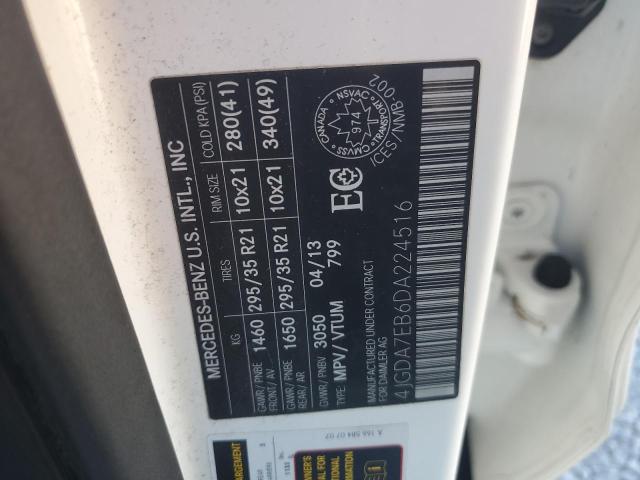 MERCEDES-BENZ U.S. INTL., INC
KG TIRES RIM SIZE COLD KPA(PSI)
GAWR/PNBE FRONT/AV. 1460 295/35 R21 10x21 280(41)
GAWR/PNBE REAR/AR 1650 295/35 R21 10x21 340(49)
GVWR/PNBV 3050 04/13
TYPE: MPV/VTUM 799
MANUFACTURED UNDER CONTRACT
FOR DAIMLER AG
4JGDA7EB6DA224516
EC
CANADA NSVAC
974
CMVSS TRANSPORT
ICES/NMB-002
A 166 584 07 07